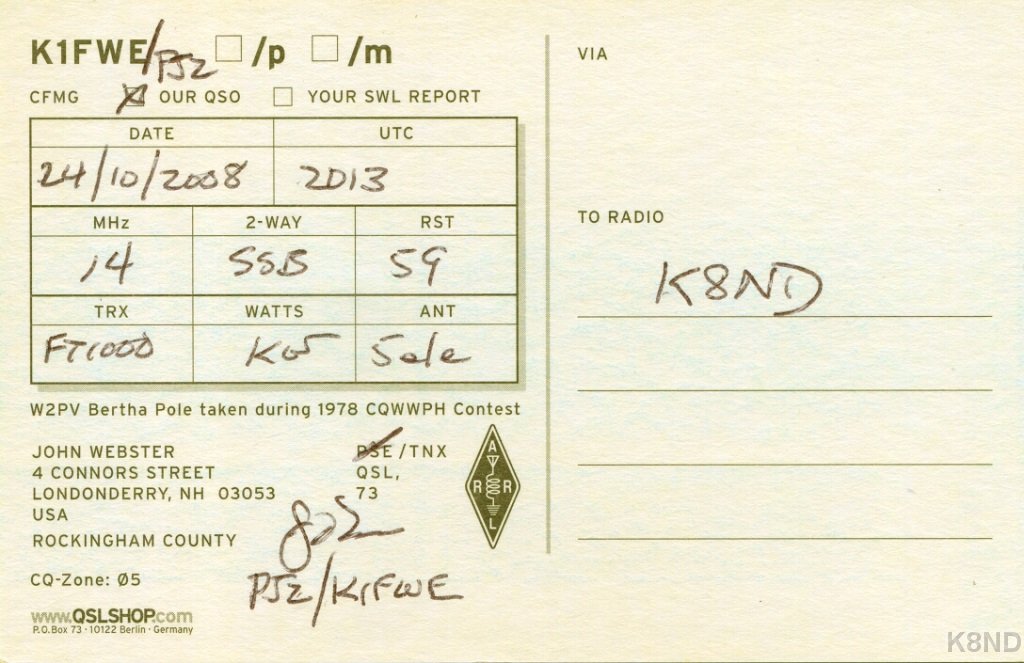 K1FWE/PJ2 /p /m
CFMG OUR QSO YOUR SWL REPORT
DATE UTC
24/10/2008 2013
MHz 2-WAY RST
14 SSB 59
TRX WATTS ANT
FT1000 KW 5ele
W2PV Bertha Pole taken during 1978 CQWWPH Contest
JOHN WEBSTER
4 CONNORS STREET
LONDONDERRY, NH 03053
USA
ROCKINGHAM COUNTY
CQ-Zone: Ø5
www.QSLSHOP.com
P.O.Box 73 · 10122 Berlin · Germany
PSE/TNX
QSL,
73
John
PJ2/K1FWE
A
R R
L
VIA
TO RADIO
K8ND
K8ND